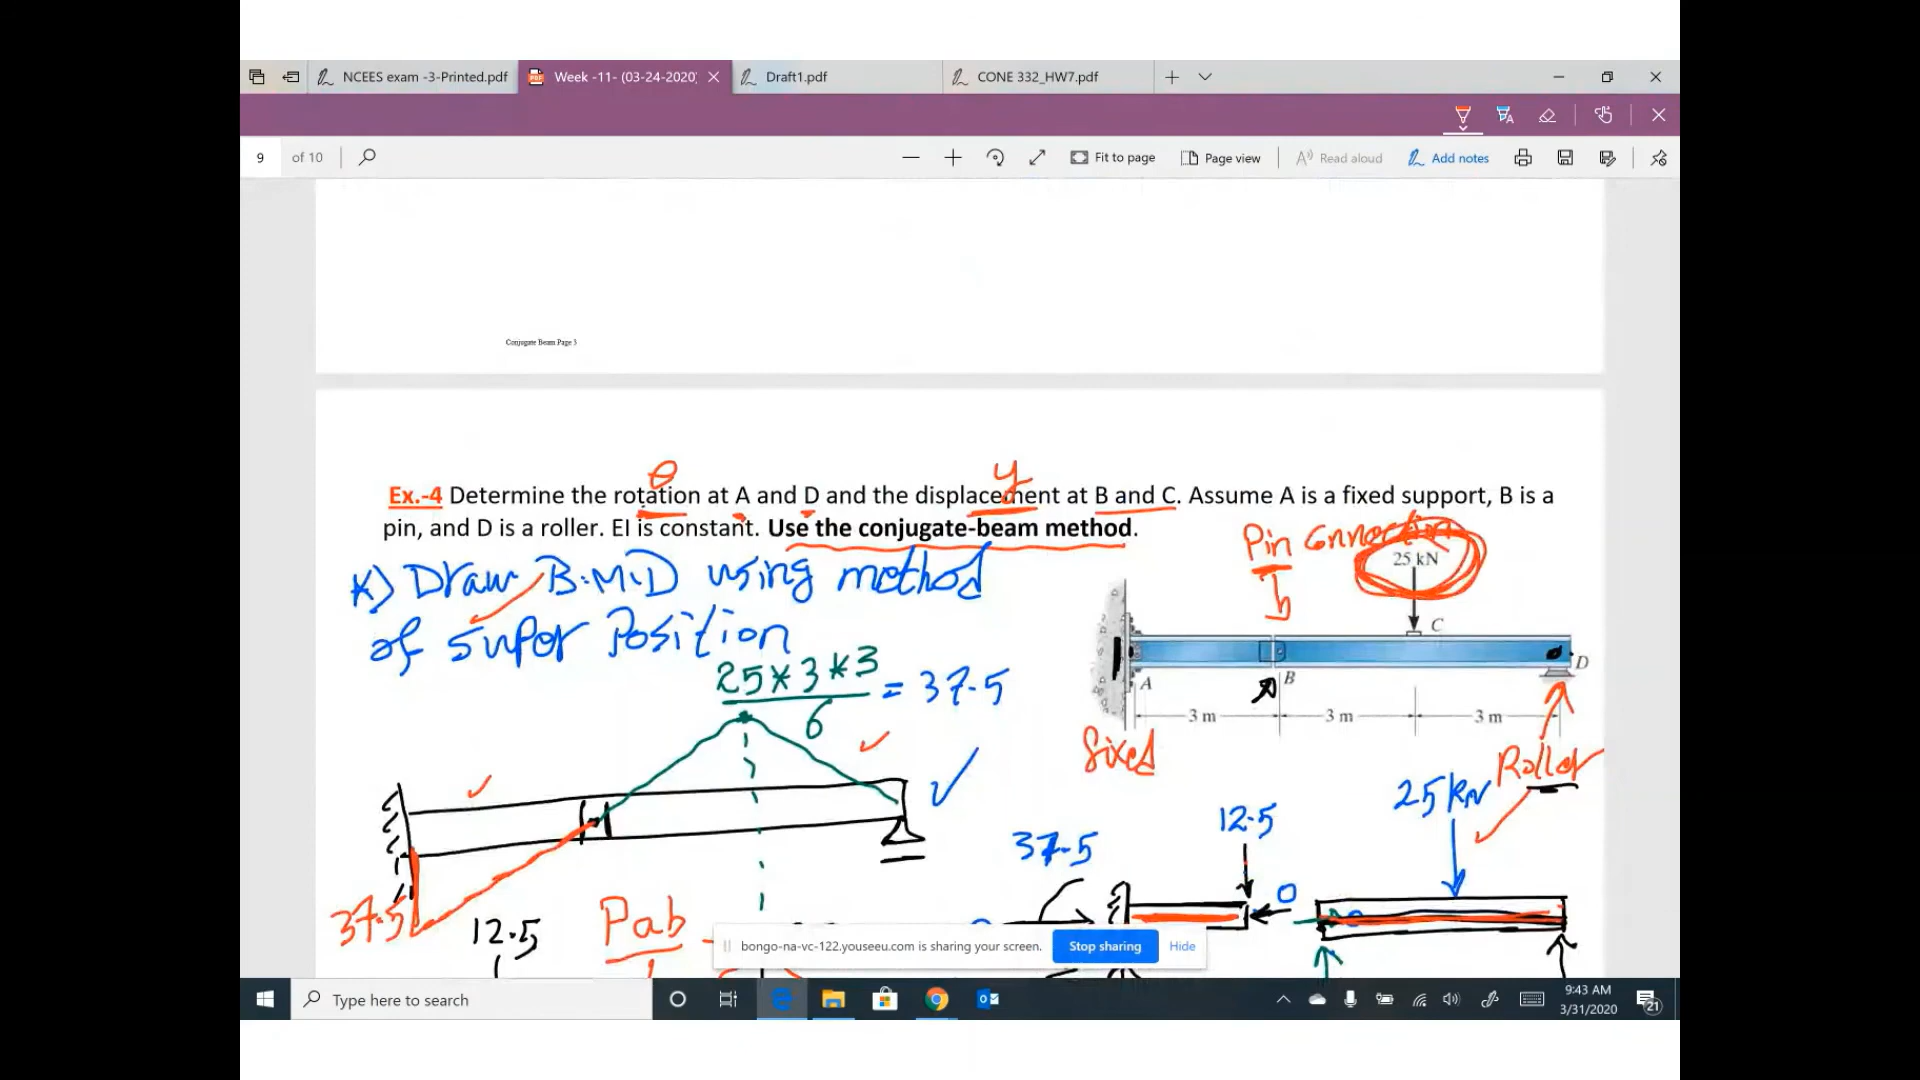 NCEES exam -3-Printed.pdf
Week -11- (03-24-2020)
Draft1.pdf
CONE 332_HW7.pdf
9 of 10
Fit to page
Page view
Read aloud
Add notes
Conjugate Beam Page 3
θ
y
Ex.-4 Determine the rotation at A and D and the displacement at B and C. Assume A is a fixed support, B is a
pin, and D is a roller. EI is constant. Use the conjugate-beam method.
Pin
25 kN
Draw B.M.D using method
of super Position
C
25*3*3
6
= 37.5
A
B
D
3 m
3 m
3 m
fixed
Roller
25 kN
12.5
37.5
0
37.5
12.5
Pab
bongo-na-vc-122.youseeu.com is sharing your screen.
Stop sharing
Hide
Type here to search
9:43 AM
3/31/2020
21